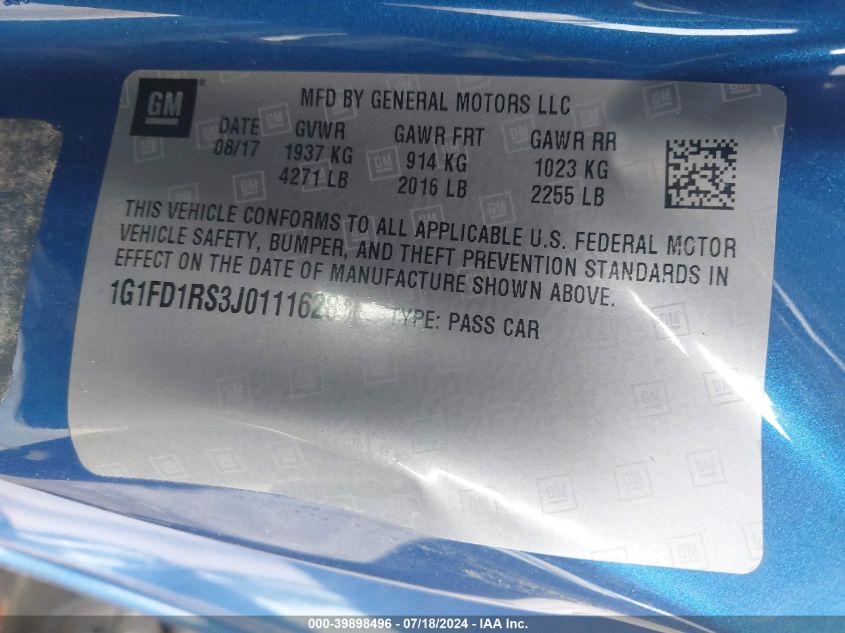 GM
MFD BY GENERAL MOTORS LLC
DATE GVWR GAWR FRT GAWR RR
08/17 1937 KG 914 KG 1023 KG
4271 LB 2016 LB 2255 LB
THIS VEHICLE CONFORMS TO ALL APPLICABLE U.S. FEDERAL MOTOR
VEHICLE SAFETY, BUMPER, AND THEFT PREVENTION STANDARDS IN
EFFECT ON THE DATE OF MANUFACTURE SHOWN ABOVE.
TYPE: PASS CAR
000-39898496 - 07/18/2024 - IAAI.com